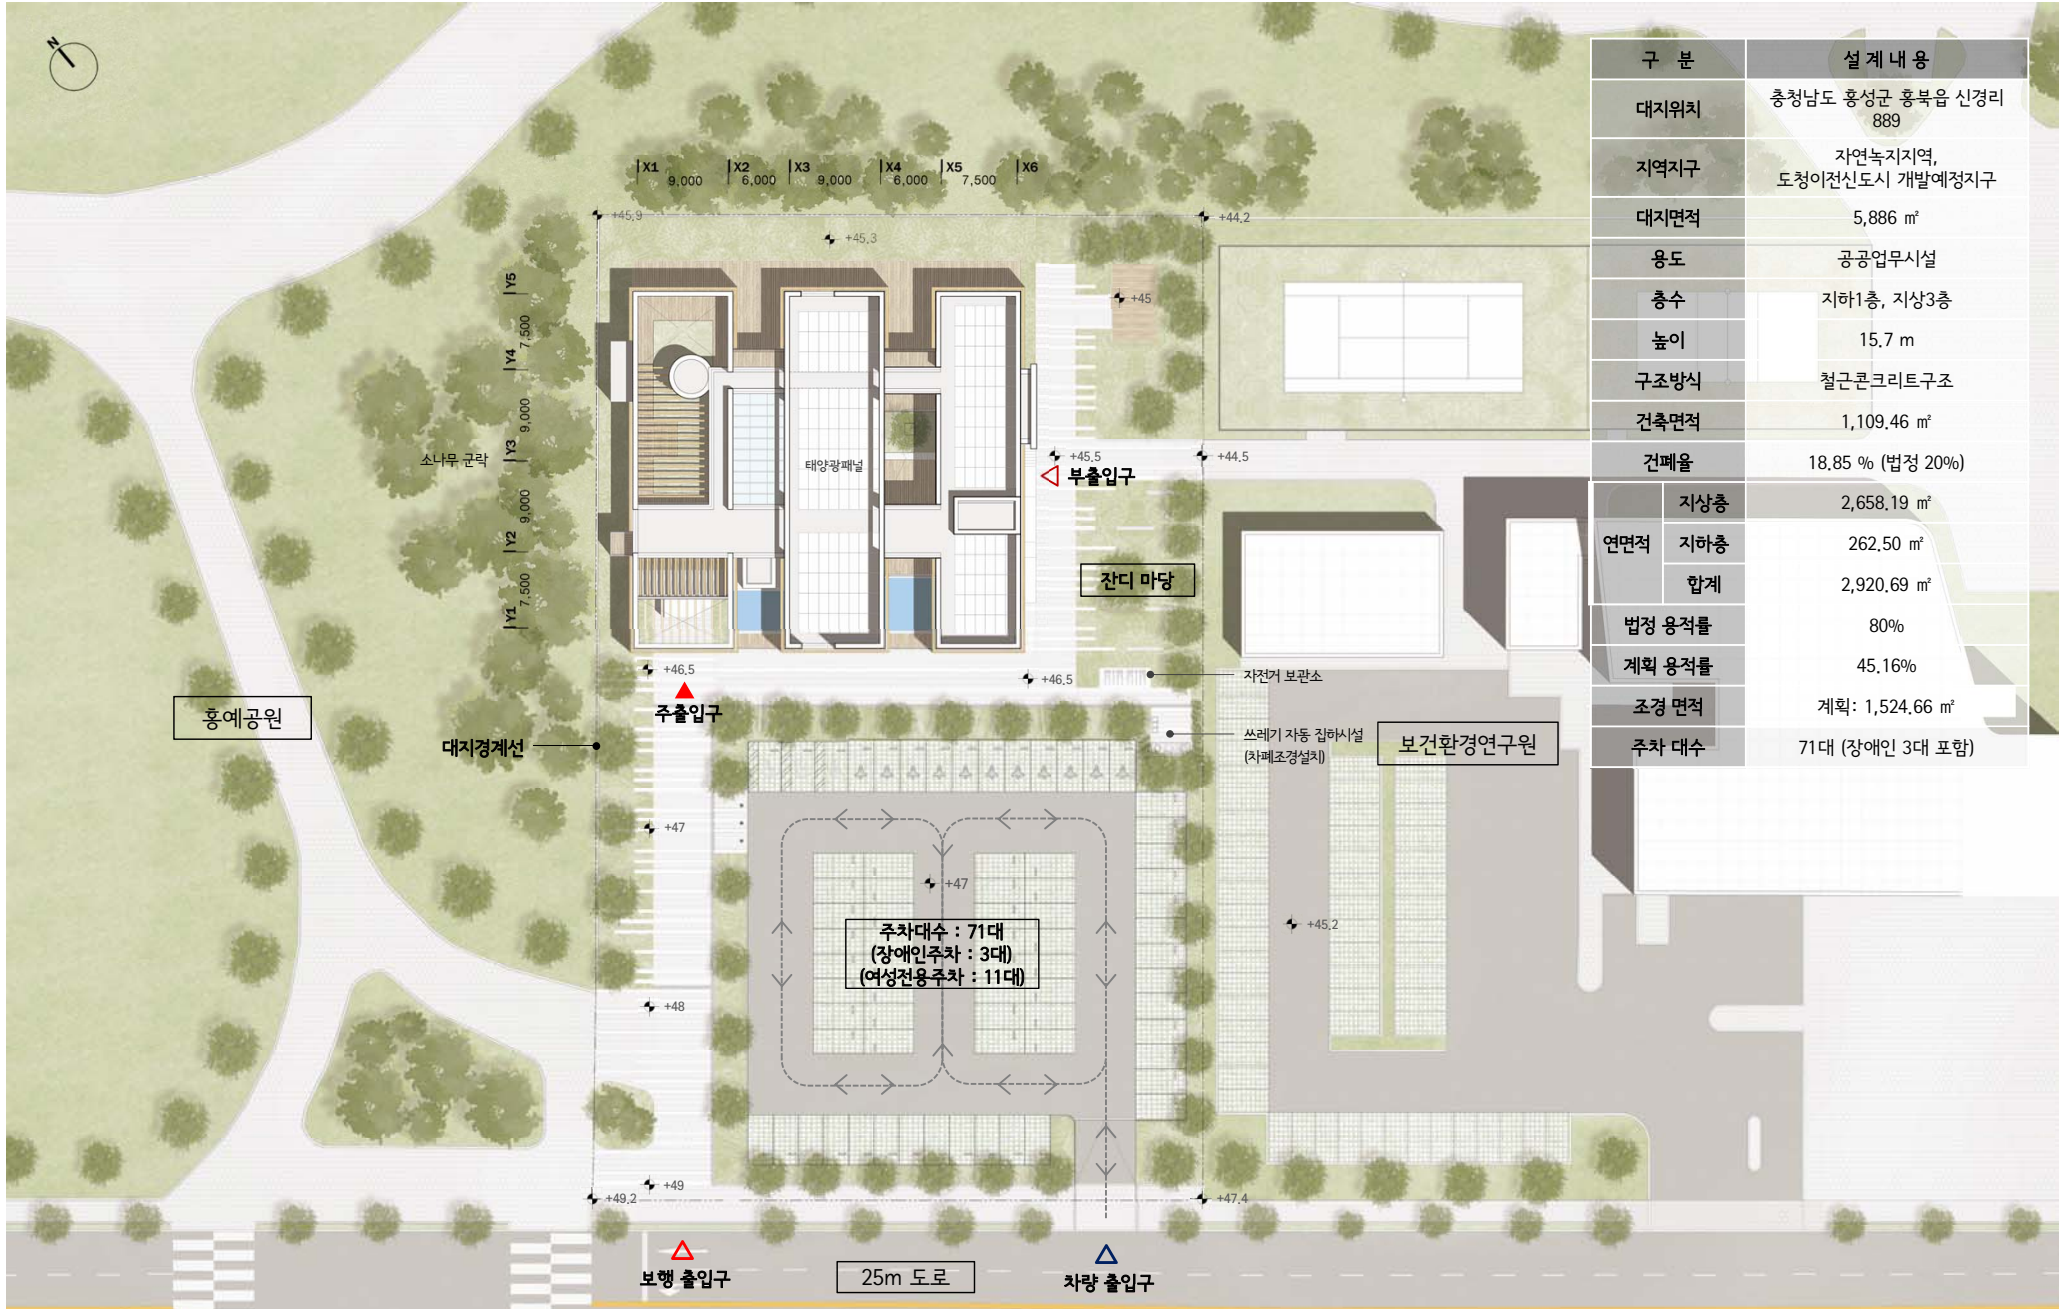 N
구 분 설계내용
대지위치 충청남도 홍성군 홍북읍 신경리
889
지역지구 자연녹지지역,
도청이전신도시 개발예정지구
대지면적 5,886 ㎡
용도 공공업무시설
층수 지하1층, 지상3층
높이 15.7 m
구조방식 철근콘크리트구조
건축면적 1,109.46 ㎡
건폐율 18.85 % (법정 20%)
연면적 지상층 2,658.19 ㎡
지하층 262.50 ㎡
합계 2,920.69 ㎡
법정 용적률 80%
계획 용적률 45.16%
조경 면적 계획: 1,524.66 ㎡
주차 대수 71대 (장애인 3대 포함)
X1 9,000 X2 6,000 X3 9,000 X4 6,000 X5 7,500 X6
+45.9
+44.2
+45.3
Y5
7,500
Y4
9,000
Y3
9,000
Y2
7,500
Y1
+45
소나무 군락
태양광패널
+45.5
+44.5
부출입구
잔디 마당
+46.5
+46.5
자전거 보관소
주출입구
홍예공원
대지경계선
쓰레기 자동 집하시설
(차폐조경설치)
보건환경연구원
+47
+47
주차대수 : 71대
(장애인주차 : 3대)
(여성전용주차 : 11대)
+45.2
+48
+49
+49.2
+47.4
보행 출입구
25m 도로
차량 출입구